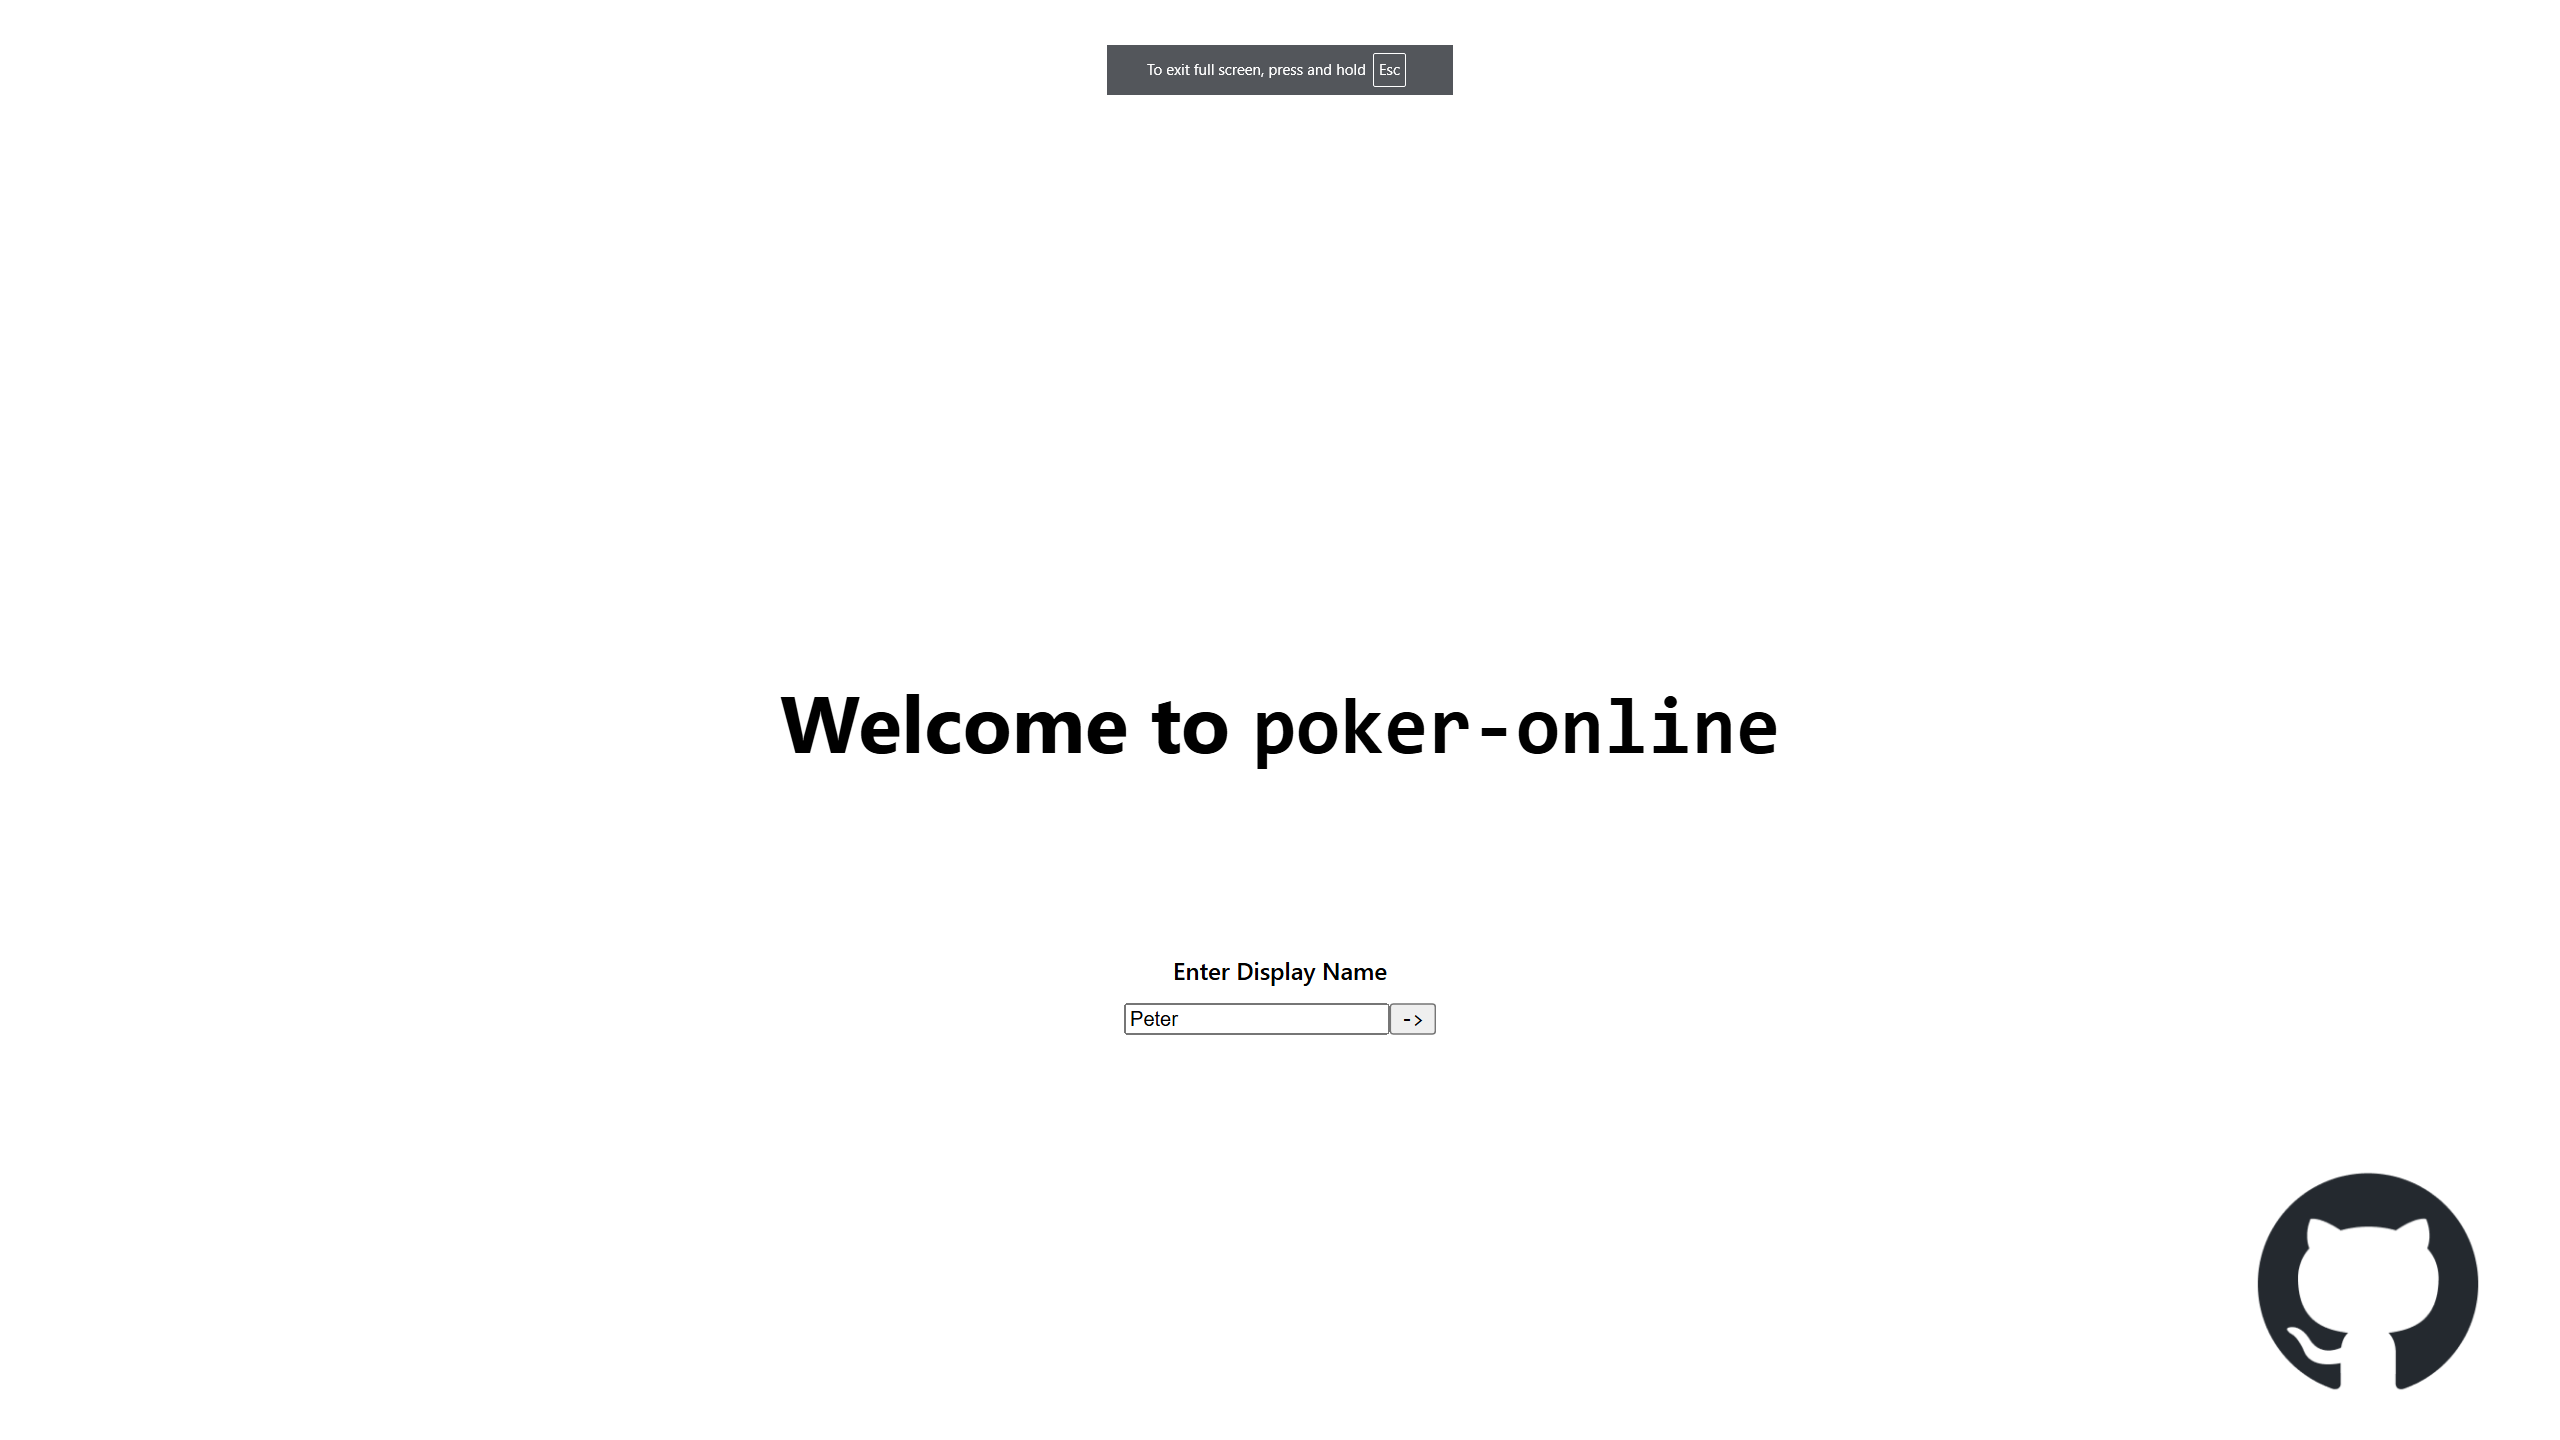 To exit full screen, press and hold Esc
Welcome to poker-online
Enter Display Name
Peter ->